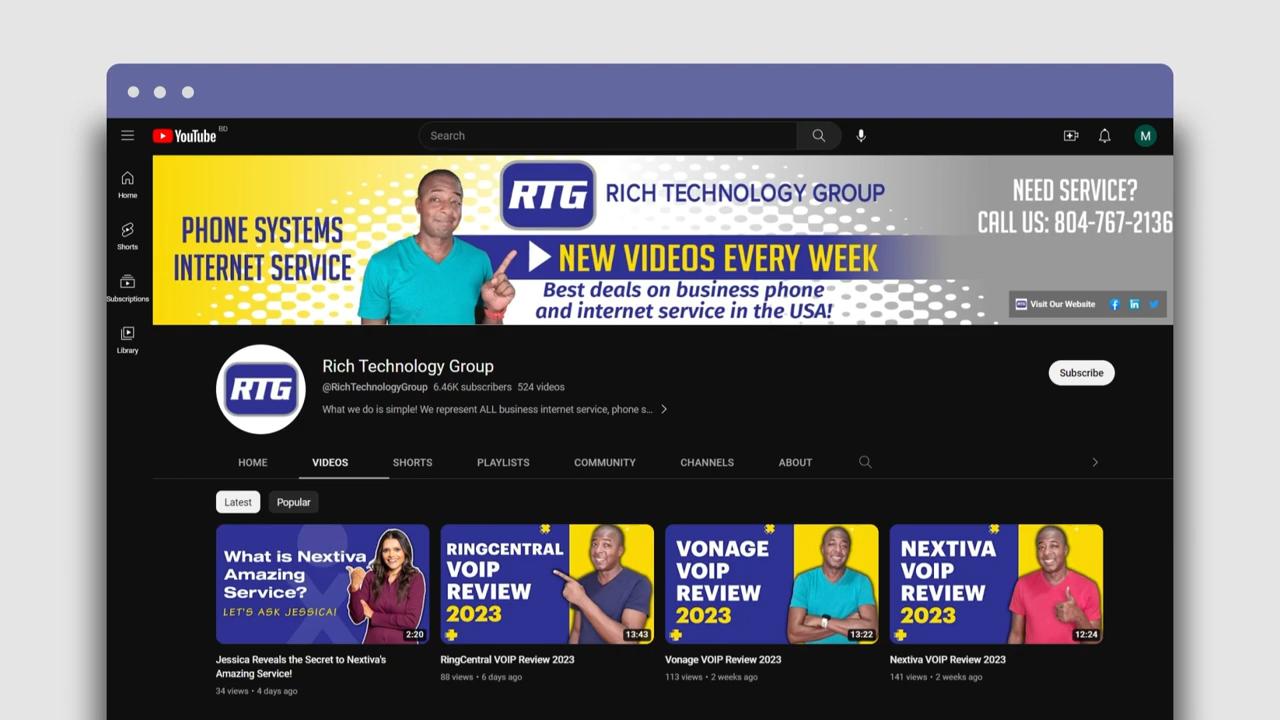 YouTube BD
Search
M
Home
Shorts
Subscriptions
Library
PHONE SYSTEMS
INTERNET SERVICE
RTG RICH TECHNOLOGY GROUP
NEW VIDEOS EVERY WEEK
Best deals on business phone
and internet service in the USA!
NEED SERVICE?
CALL US: 804-767-2136
RTG Visit Our Website
RTG
Rich Technology Group
@RichTechnologyGroup 6.46K subscribers 524 videos
What we do is simple! We represent ALL business internet service, phone s...
Subscribe
HOME VIDEOS SHORTS PLAYLISTS COMMUNITY CHANNELS ABOUT
Latest Popular
What is Nextiva
Amazing
Service?
LET'S ASK JESSICA!
2:20
Jessica Reveals the Secret to Nextiva's
Amazing Service!
34 views • 4 days ago
RINGCENTRAL
VOIP
REVIEW
2023
13:43
RingCentral VOIP Review 2023
88 views • 6 days ago
VONAGE
VOIP
REVIEW
2023
13:22
Vonage VOIP Review 2023
113 views • 2 weeks ago
NEXTIVA
VOIP
REVIEW
2023
12:24
Nextiva VOIP Review 2023
141 views • 2 weeks ago